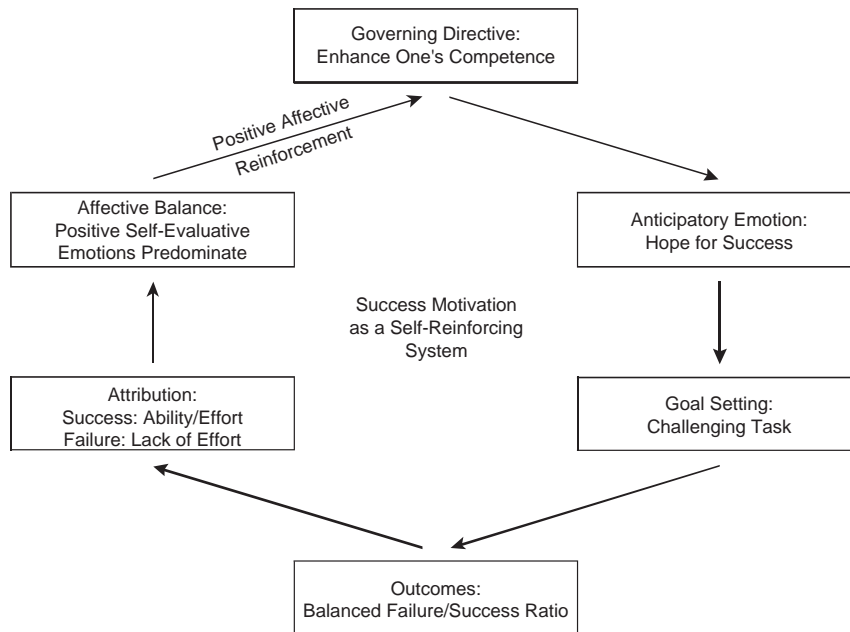 Governing Directive:
Enhance One's Competence
Positive Affective
Reinforcement
Affective Balance:
Positive Self-Evaluative
Emotions Predominate
Anticipatory Emotion:
Hope for Success
Success Motivation
as a Self-Reinforcing
System
Attribution:
Success: Ability/Effort
Failure: Lack of Effort
Goal Setting:
Challenging Task
Outcomes:
Balanced Failure/Success Ratio